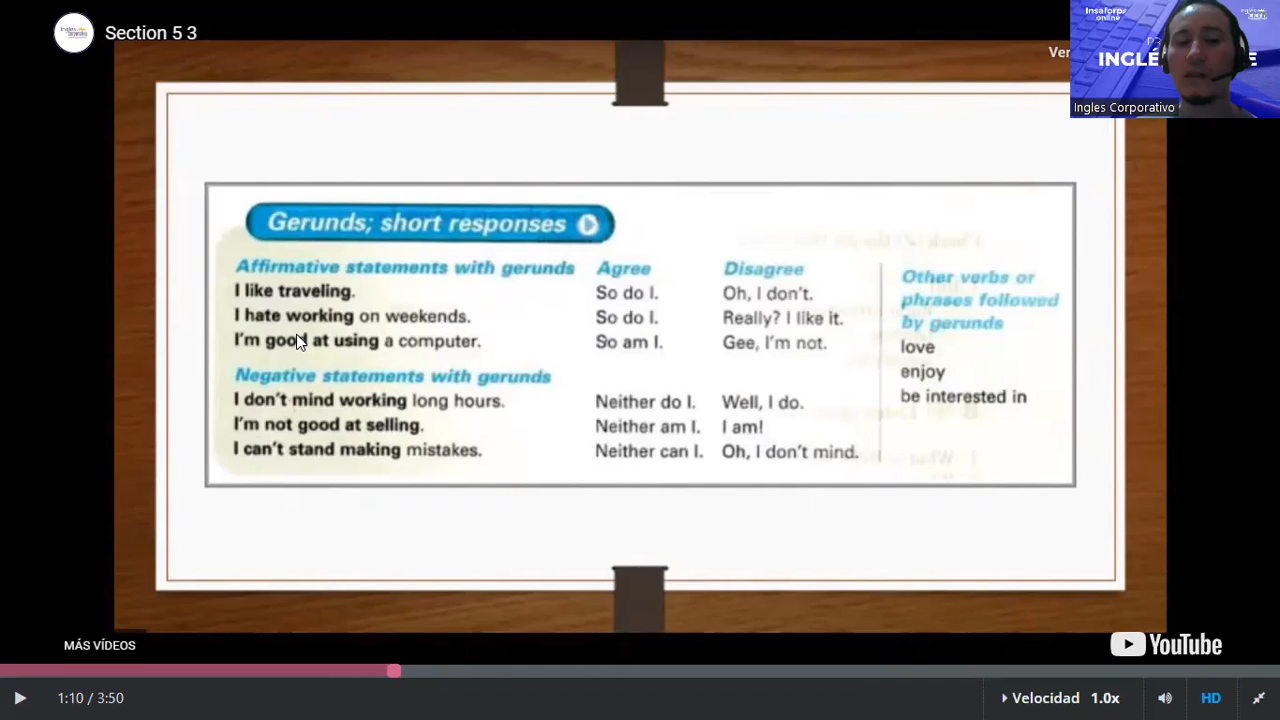 Section 5 3
Insaforp
online
INGLÉ
Ingles Corporativo
Gerunds; short responses
Affirmative statements with gerunds Agree Disagree
I like traveling. So do I. Oh, I don't.
I hate working on weekends. So do I. Really? I like it.
I'm good at using a computer. So am I. Gee, I'm not.
Negative statements with gerunds
I don't mind working long hours. Neither do I. Well, I do.
I'm not good at selling. Neither am I. I am!
I can't stand making mistakes. Neither can I. Oh, I don't mind.
Other verbs or
phrases followed
by gerunds
love
enjoy
be interested in
MÁS VÍDEOS
YouTube
1:10 / 3:50
Velocidad 1.0x
HD